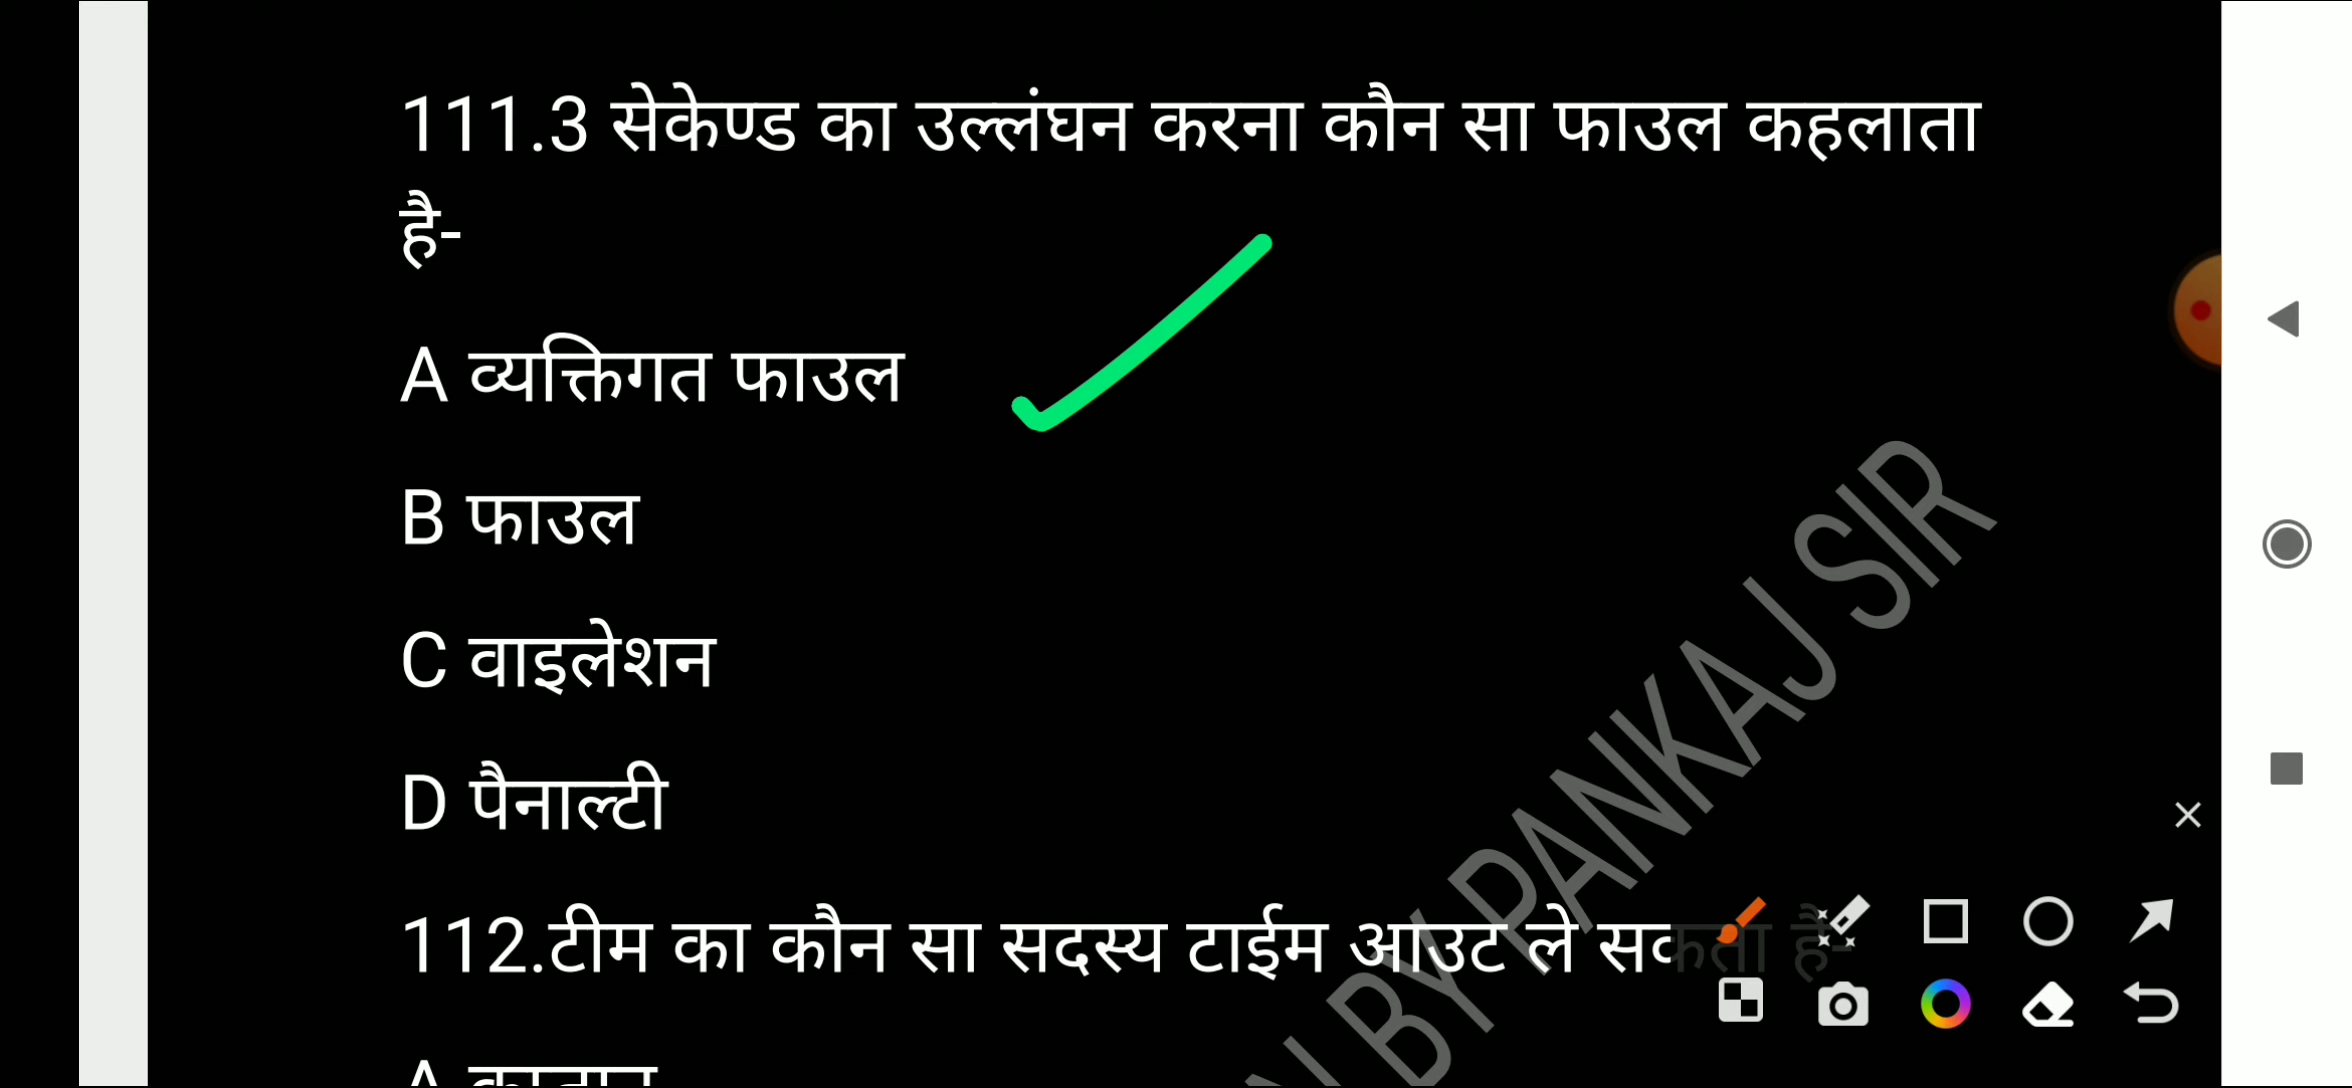 111.3 सेकेण्ड का उल्लंघन करना कौन सा फाउल कहलाता
है-
A व्यक्तिगत फाउल
B फाउल
C वाइलेशन
D पैनाल्टी
112.टीम का कौन सा सदस्य टाईम आउट ले सकता है-
A
BY PANKAJ SIR